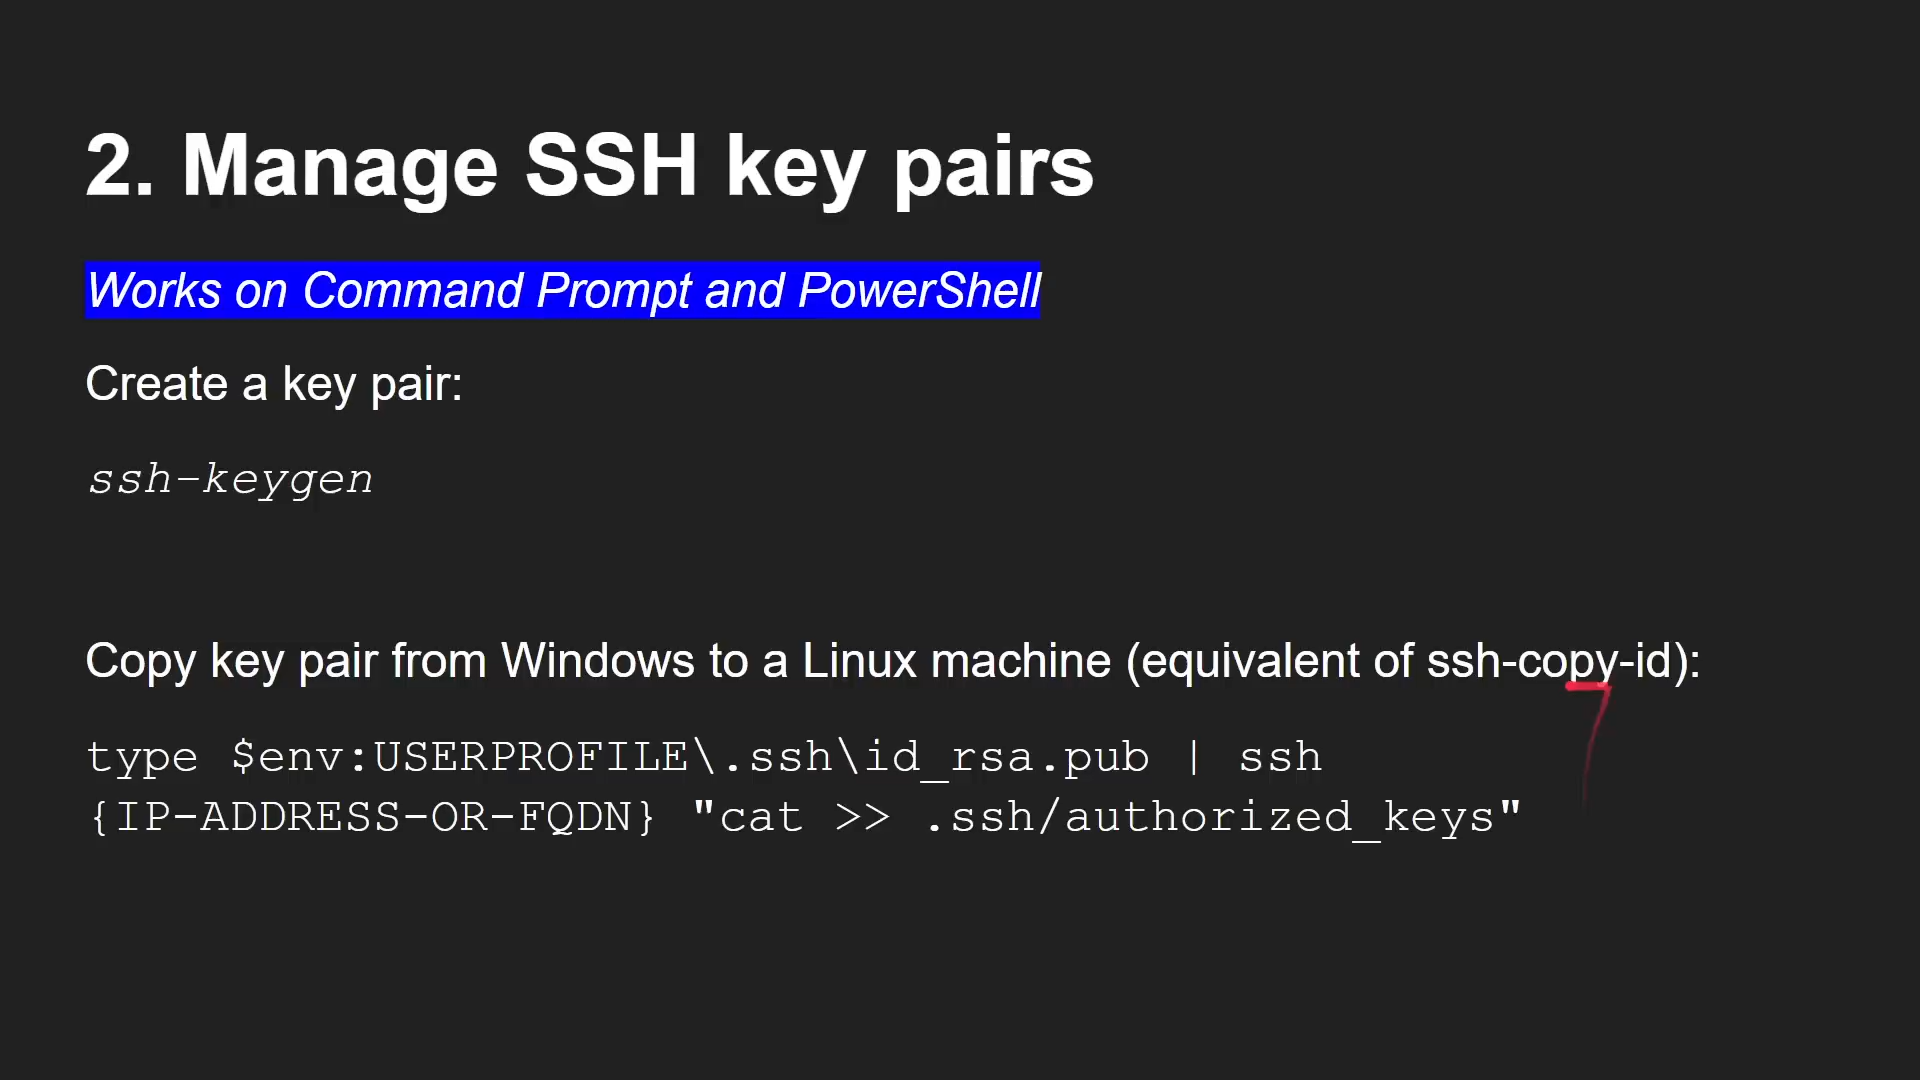 2. Manage SSH key pairs
Works on Command Prompt and PowerShell
Create a key pair:
ssh-keygen
Copy key pair from Windows to a Linux machine (equivalent of ssh-copy-id):
type $env:USERPROFILE\.ssh\id_rsa.pub | ssh
{IP-ADDRESS-OR-FQDN} "cat >> .ssh/authorized_keys"